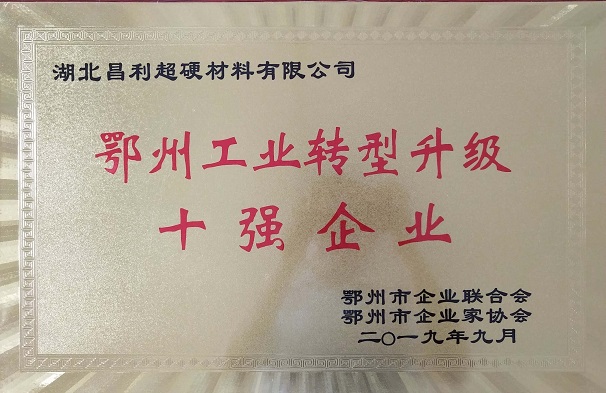 湖北昌利超硬材料有限公司
鄂州工业转型升级
十强企业
鄂州市企业联合会
鄂州市企业家协会
二〇一九年九月